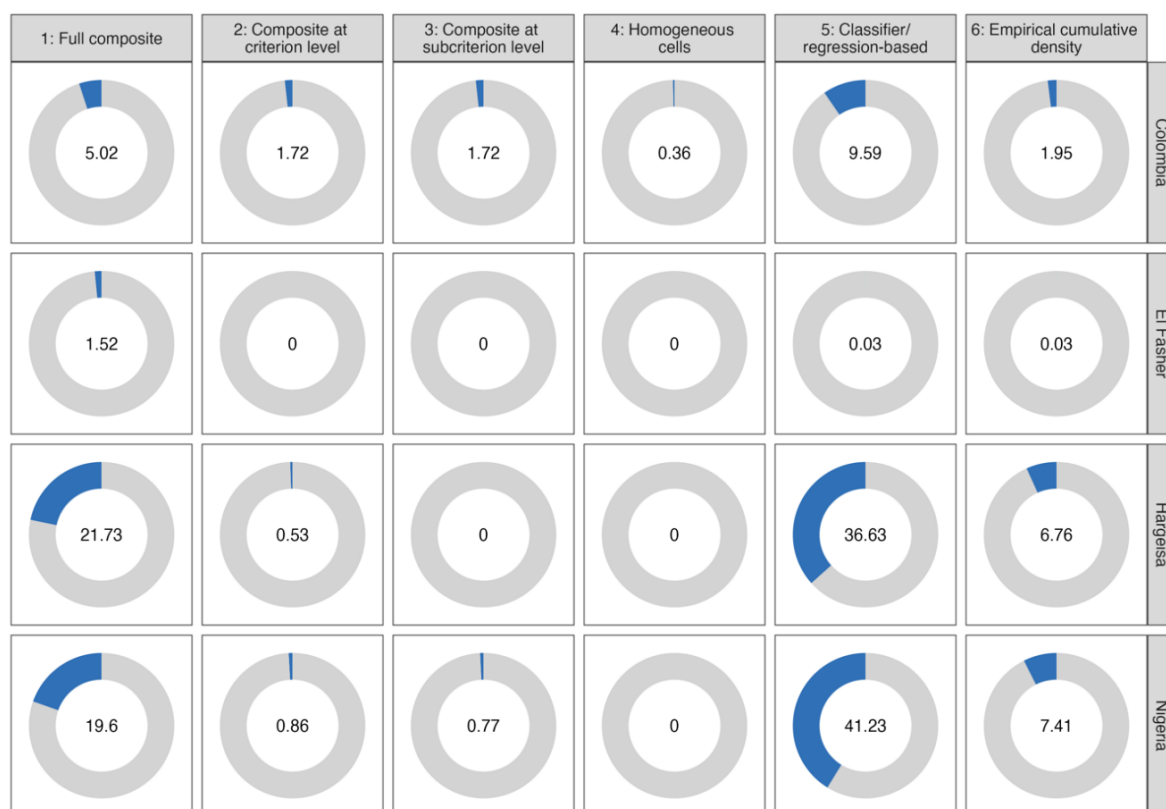 1: Full composite
2: Composite at
criterion level
3: Composite at
subcriterion level
4: Homogeneous
cells
5: Classifier/
regression-based
6: Empirical cumulative
density
5.02
1.72
1.72
0.36
9.59
1.95
Colombia
1.52
0
0
0
0.03
0.03
El Fasher
21.73
0.53
0
0
36.63
6.76
Hargeisa
19.6
0.86
0.77
0
41.23
7.41
Nigeria